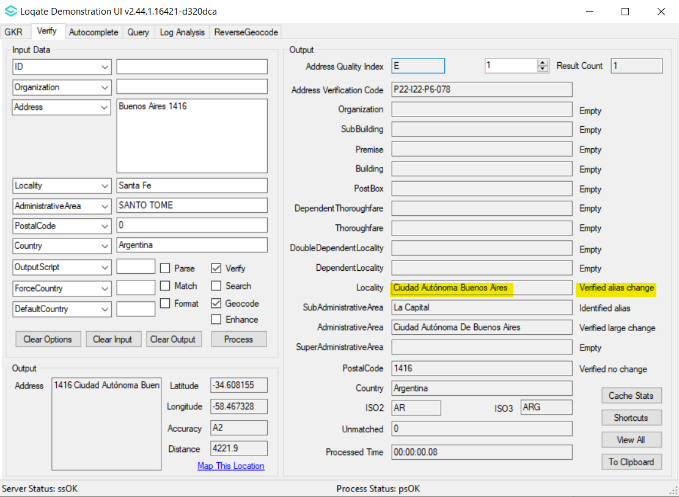 Loqate Demonstration UI v2.44.1.16421-d320dca
GKR Verify Autocomplete Query Log Analysis ReverseGeocode
Input Data
ID
Organization
Address Buenos Aires 1416
Locality Santa Fe
AdministrativeArea SANTO TOME
PostalCode 0
Country Argentina
OutputScript Parse Verify
ForceCountry Match Search
DefaultCountry Format Geocode
Enhance
Clear Options Clear Input Clear Output Process
Output
Address 1416 Ciudad Autónoma Buen
Latitude -34.608155
Longitude -58.467328
Accuracy A2
Distance 4221.9
Map This Location
Output
Address Quality Index E 1 Result Count 1
Address Verification Code P22-I22-P6-078
Organization Empty
SubBuilding Empty
Premise Empty
Building Empty
PostBox Empty
DependentThoroughfare Empty
Thoroughfare Empty
DoubleDependentLocality Empty
DependentLocality Empty
Locality Ciudad Autónoma Buenos Aires Verified alias change
SubAdministrativeArea La Capital Identified alias
AdministrativeArea Ciudad Autónoma De Buenos Aires Verified large change
SuperAdministrativeArea Empty
PostalCode 1416 Verified no change
Country Argentina
ISO2 AR ISO3 ARG
Unmatched 0
Processed Time 00:00:00.08
Cache Stats
Shortcuts
View All
To Clipboard
Server Status: ssOK Process Status: psOK